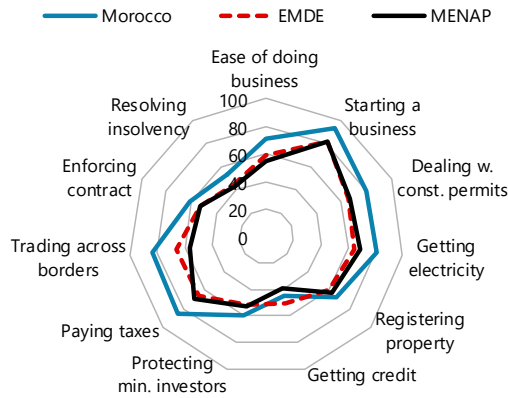 Morocco EMDE MENAP
Ease of doing
business
Starting a
business
Dealing w.
const. permits
Getting
electricity
Registering
property
Getting credit
Protecting
min. investors
Paying taxes
Trading across
borders
Enforcing
contract
Resolving
insolvency
100
80
60
40
20
0